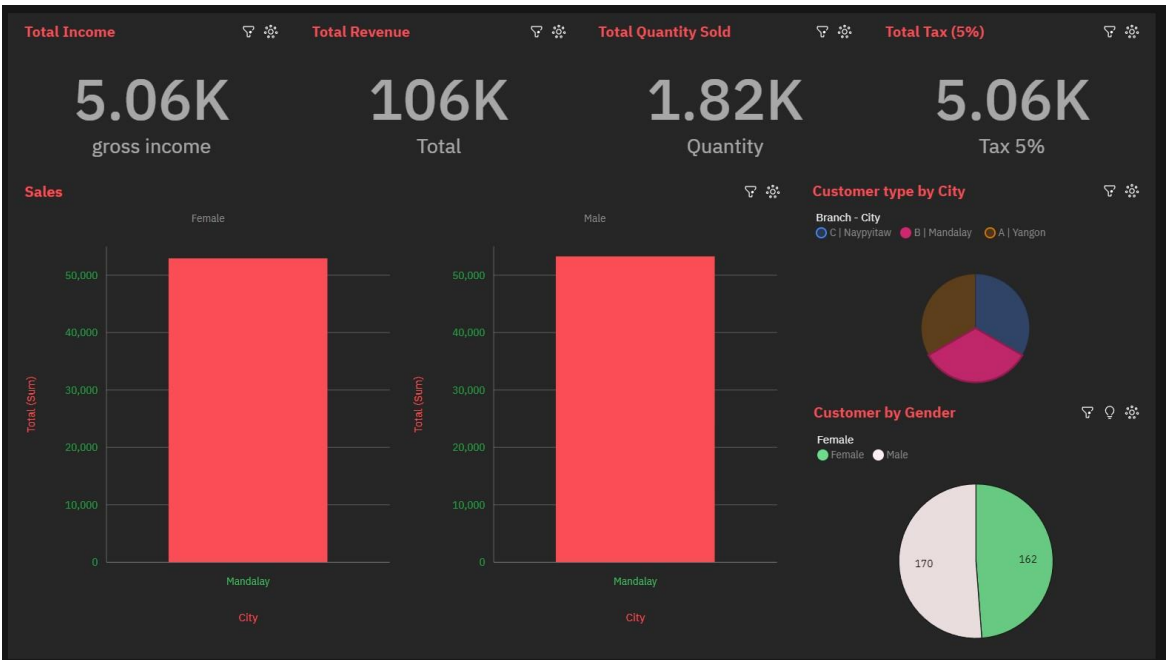 Total Income
Total Revenue
Total Quantity Sold
Total Tax (5%)
5.06K
gross income
106K
Total
1.82K
Quantity
5.06K
Tax 5%
Sales
Female
Male
50,000
40,000
30,000
20,000
10,000
0
Total (Sum)
Mandalay
City
50,000
40,000
30,000
20,000
10,000
0
Total (Sum)
Mandalay
City
Customer type by City
Branch - City
C | Naypyitaw B | Mandalay A | Yangon
Customer by Gender
Female
Female Male
170
162